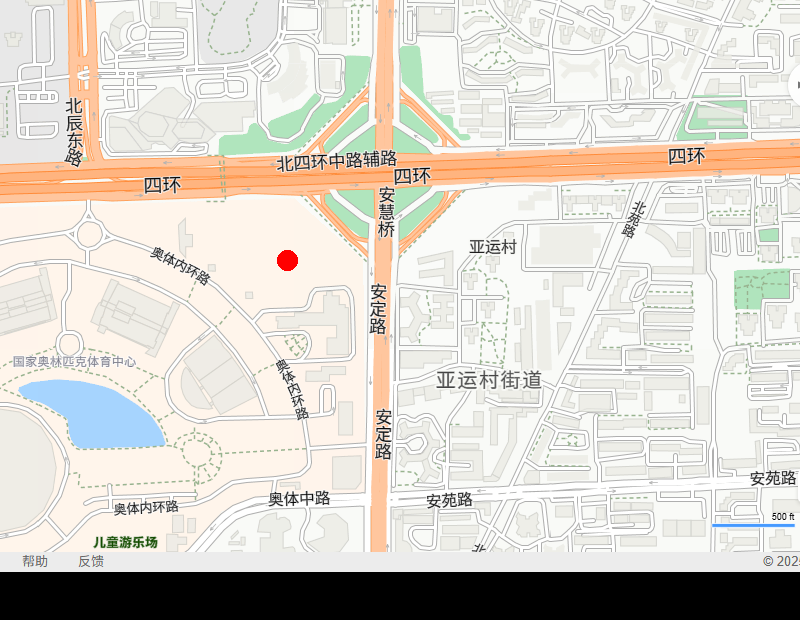 北辰东路
北四环中路辅路
四环
四环
四环
安慧桥
北苑路
亚运村
奥体内环路
安定路
国家奥林匹克体育中心
奥体内环路
亚运村街道
安定路
奥体内环路
奥体中路
安苑路
安苑路
500 ft
儿童游乐场
北
帮助
反馈
© 202